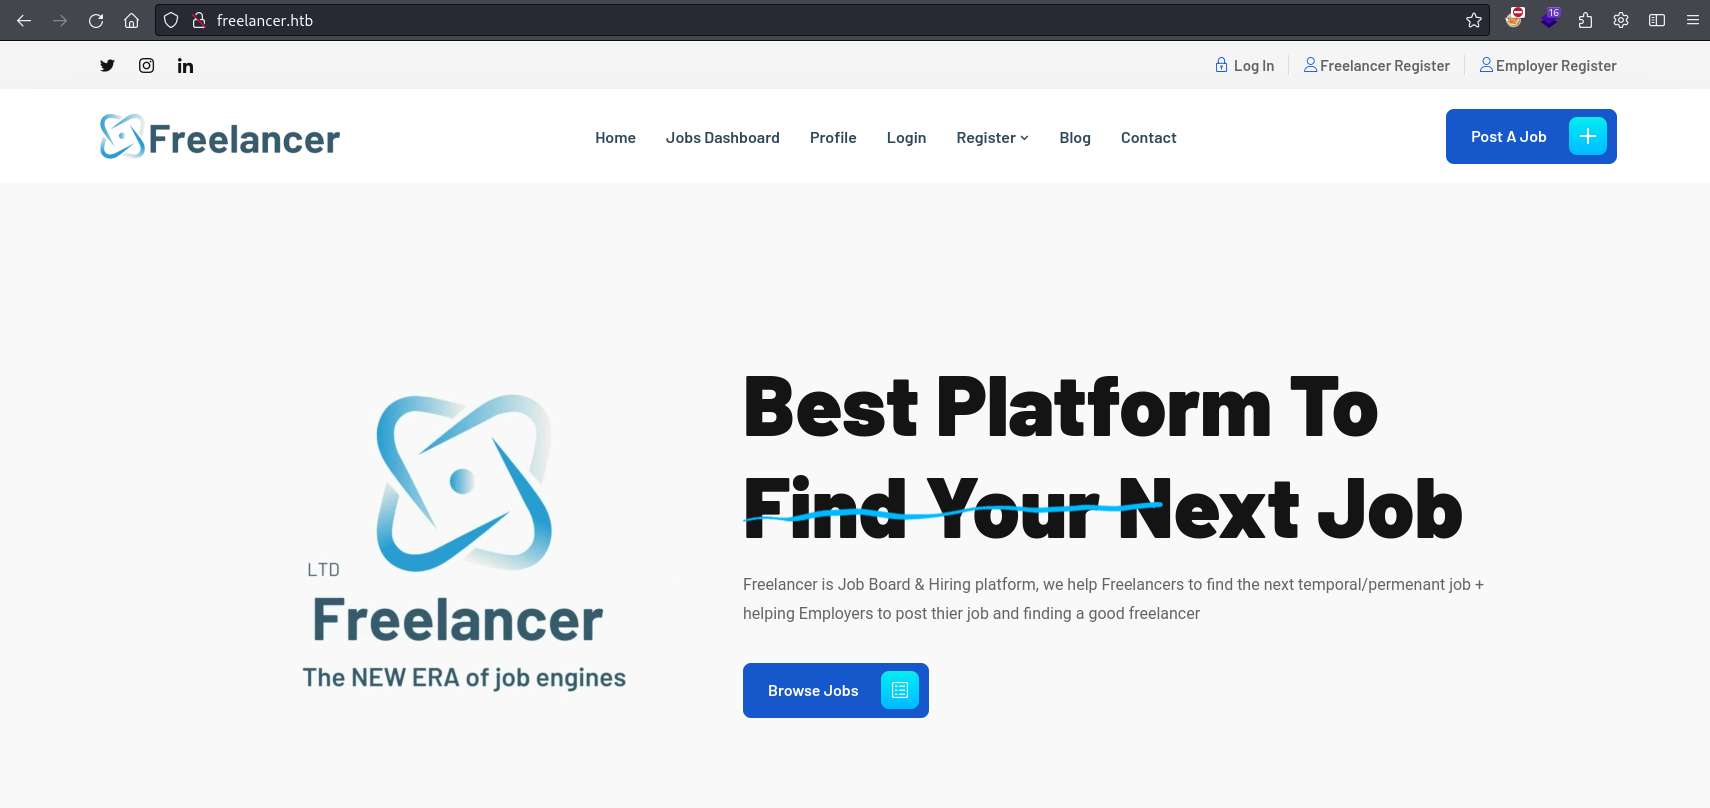 freelancer.htb
16
Log In
Freelancer Register
Employer Register
Freelancer
Home
Jobs Dashboard
Profile
Login
Register
Blog
Contact
Post A Job
LTD
Freelancer
The NEW ERA of job engines
Best Platform To
Find Your Next Job
Freelancer is Job Board & Hiring platform, we help Freelancers to find the next temporal/permenant job +
helping Employers to post thier job and finding a good freelancer
Browse Jobs